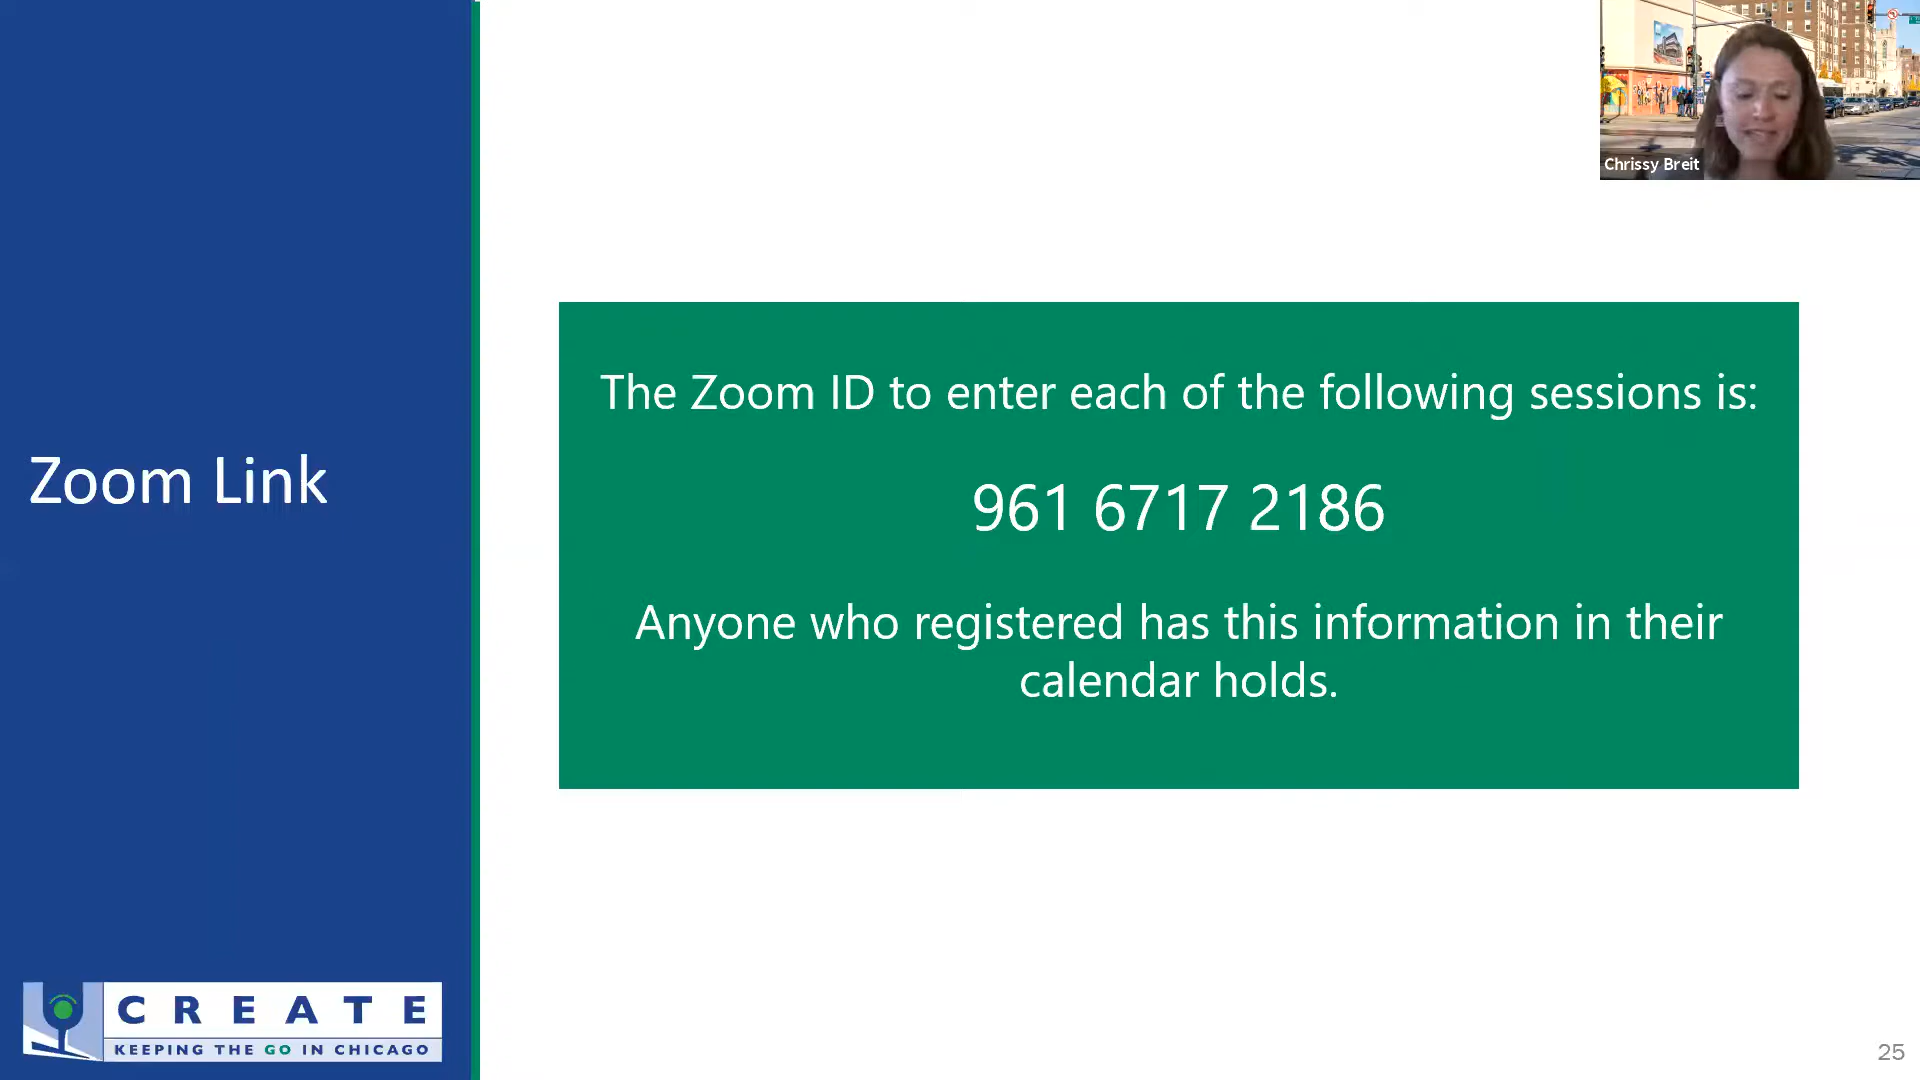 Chrissy Breit
Zoom Link
The Zoom ID to enter each of the following sessions is:
961 6717 2186
Anyone who registered has this information in their
calendar holds.
CREATE
KEEPING THE GO IN CHICAGO
25